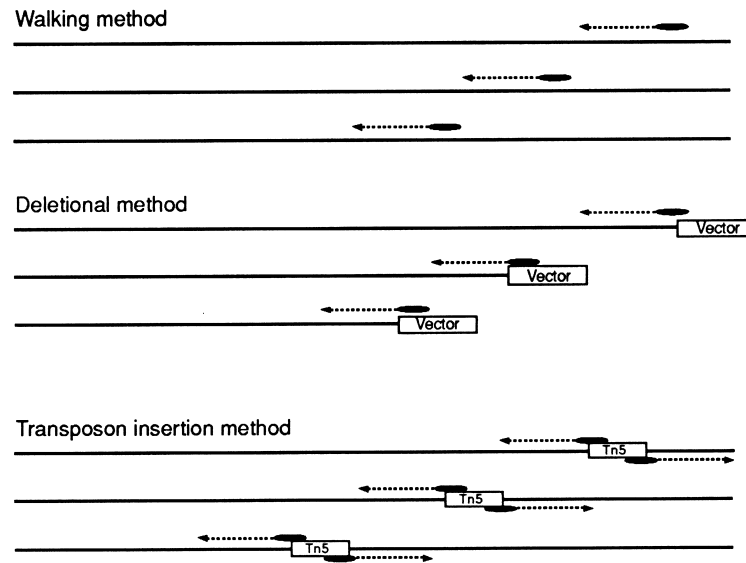 Walking method
Deletional method
Vector
Vector
Vector
Transposon insertion method
Tn5
Tn5
Tn5